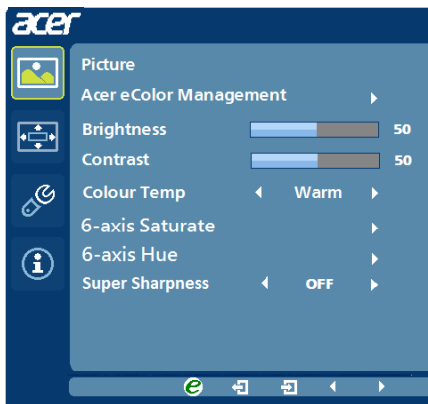 acer
Picture
Acer eColor Management
Brightness 50
Contrast 50
Colour Temp Warm
6-axis Saturate
6-axis Hue
Super Sharpness OFF
e